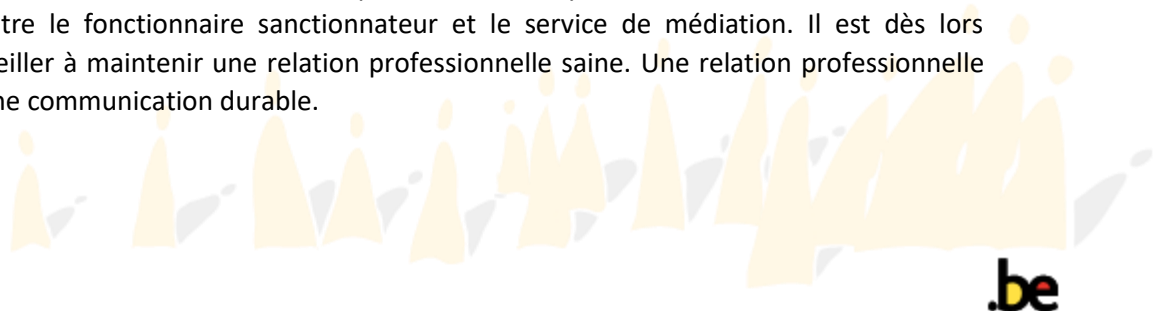 tre le fonctionnaire sanctionnateur et le service de médiation. Il est dès lors
eiller à maintenir une relation professionnelle saine. Une relation professionnelle
ne communication durable.
.be